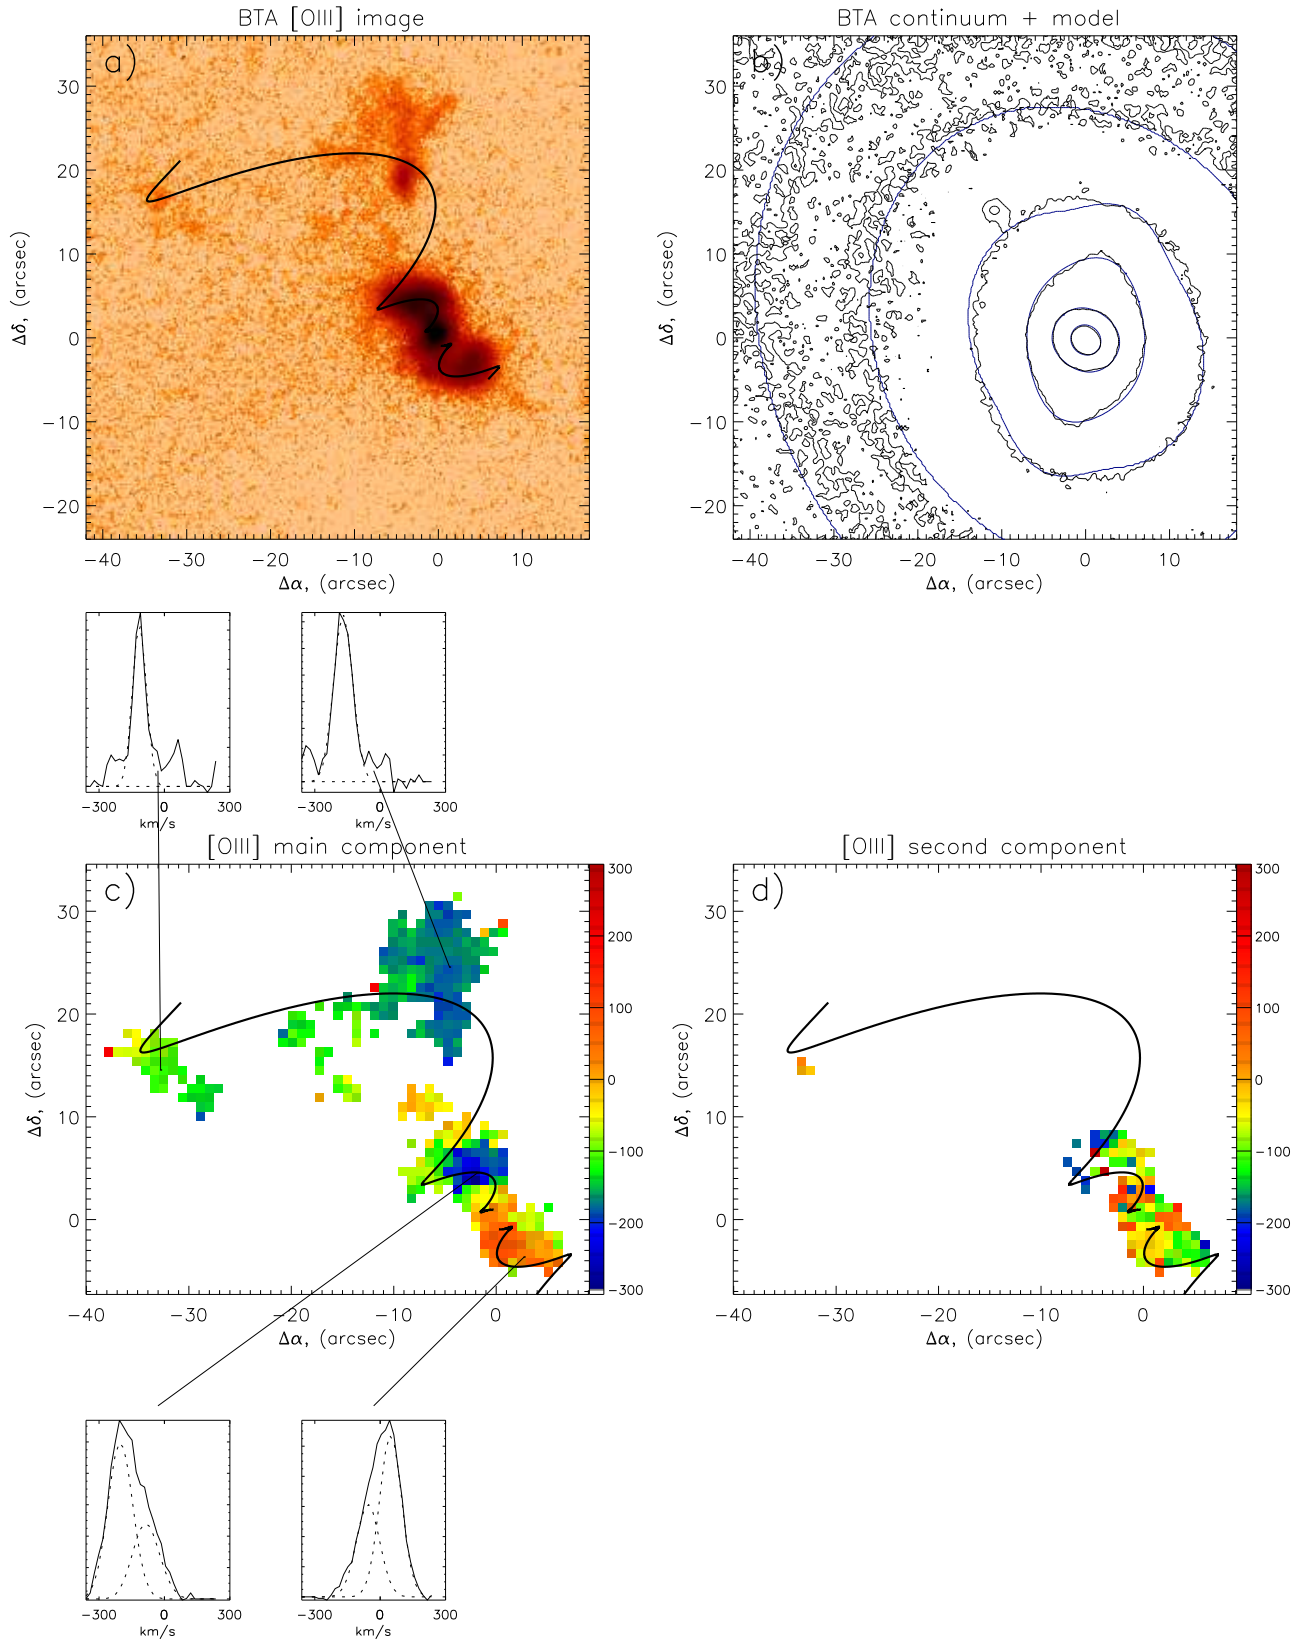 BTA [OIII] image
BTA continuum + model
a)
b)
30
20
10
0
−10
−20
Δδ, (arcsec)
−40 −30 −20 −10 0 10
Δα, (arcsec)
30
20
10
0
−10
−20
Δδ, (arcsec)
−40 −30 −20 −10 0 10
Δα, (arcsec)
−300 0 300
km/s
−300 0 300
km/s
[OIII] main component
[OIII] second component
c)
d)
30
20
10
0
Δδ, (arcsec)
−40 −30 −20 −10 0
Δα, (arcsec)
300
200
100
0
−100
−200
−300
30
20
10
0
Δδ, (arcsec)
−40 −30 −20 −10 0
Δα, (arcsec)
300
200
100
0
−100
−200
−300
−300 0 300
km/s
−300 0 300
km/s